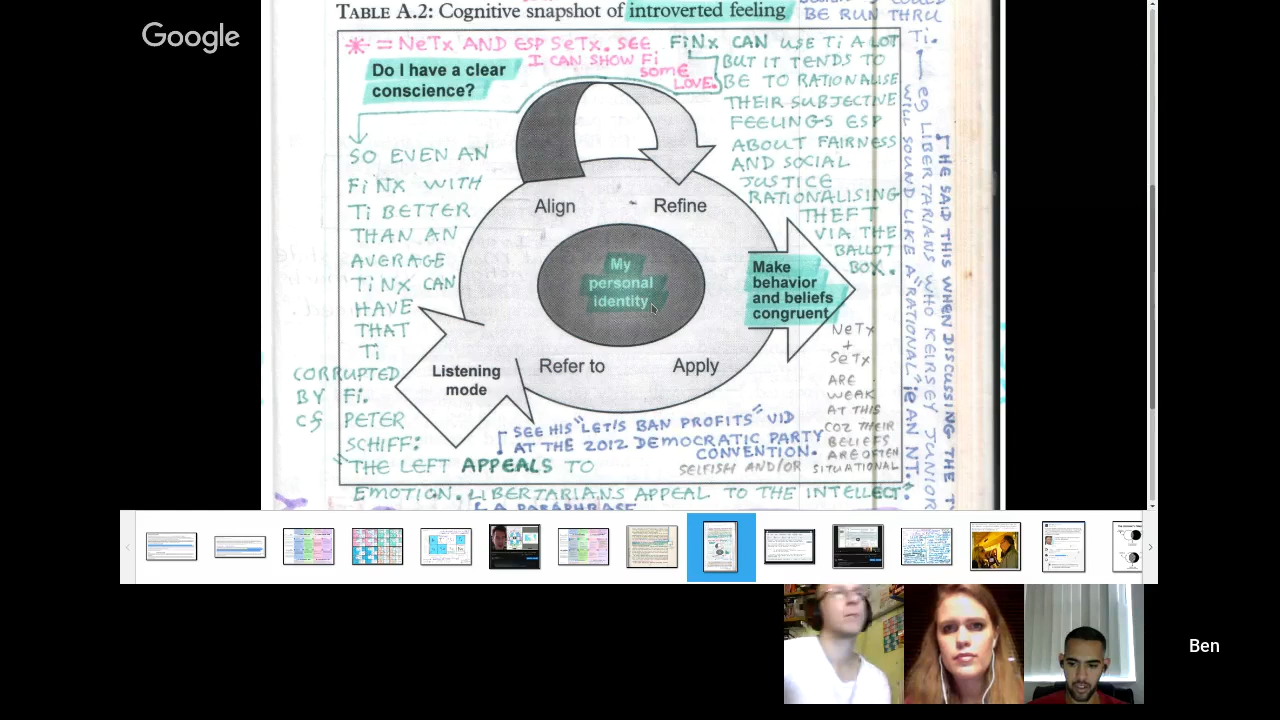 Google
TABLE A.2: Cognitive snapshot of introverted feeling
BE RUN THRU
Ti.
* = NeTx AND ESP SeTx. SEE
I CAN SHOW Fi
SOME
LOVE.
Do I have a clear
conscience?
FiNx CAN USE Ti A LOT
BUT IT TENDS TO
BE TO RATIONALISE
THEIR SUBJECTIVE
FEELINGS ESP
ABOUT FAIRNESS
AND SOCIAL
JUSTICE
RATIONALISING
THEFT
VIA THE
BALLOT
BOX.
SO EVEN AN
FiNx WITH
Ti BETTER
THAN AN
AVERAGE
TiNx CAN
HAVE
THAT
Ti
CORRUPTED
BY Fi.
cf PETER
SCHIFF:
"THE LEFT APPEALS TO
EMOTION. LIBERTARIANS APPEAL TO THE INTELLECT".
A PARAPHRASE
Align
Refine
My
personal
identity
Refer to
Apply
Listening
mode
Make
behavior
and beliefs
congruent
NeTx
+
SeTx
ARE
WEAK
AT THIS
COZ THEIR
BELIEFS
ARE OFTEN
SELFISH AND/OR SITUATIONAL
SEE HIS "LET'S BAN PROFITS" VID
AT THE 2012 DEMOCRATIC PARTY
CONVENTION.
eg LIBERTARIANS WHO KEIRSEY JUNIOR
WILL SOUND LIKE A "RATIONAL" ie AN NT.
HE SAID THIS WHEN DISCUSSING THE
Ben